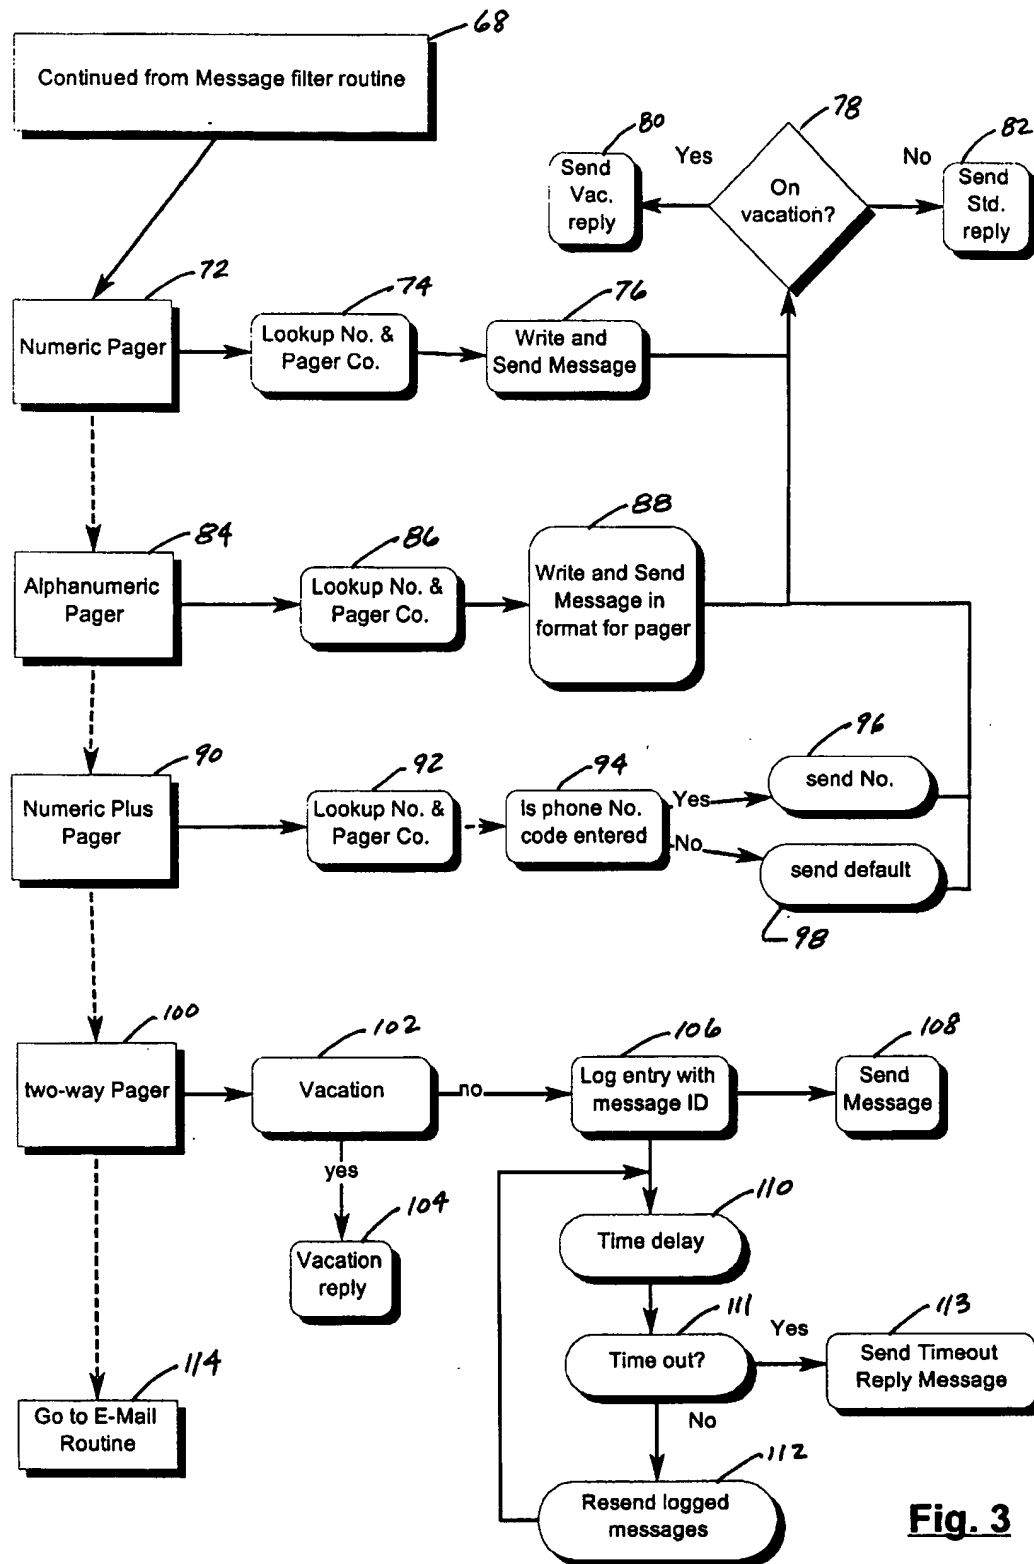 68
Continued from Message filter routine
80
Yes
78
No
82
Send
Vac.
reply
On
vacation?
Send
Std.
reply
72
Numeric Pager
74
Lookup No. &
Pager Co.
76
Write and
Send Message
84
Alphanumeric
Pager
86
Lookup No. &
Pager Co.
88
Write and Send
Message in
format for pager
90
Numeric Plus
Pager
92
Lookup No. &
Pager Co.
94
Is phone No.
code entered
Yes
No
96
send No.
send default
98
100
two-way Pager
102
Vacation
no
yes
104
Vacation
reply
106
Log entry with
message ID
108
Send
Message
110
Time delay
111
Time out?
Yes
No
113
Send Timeout
Reply Message
112
Resend logged
messages
114
Go to E-Mail
Routine
Fig. 3